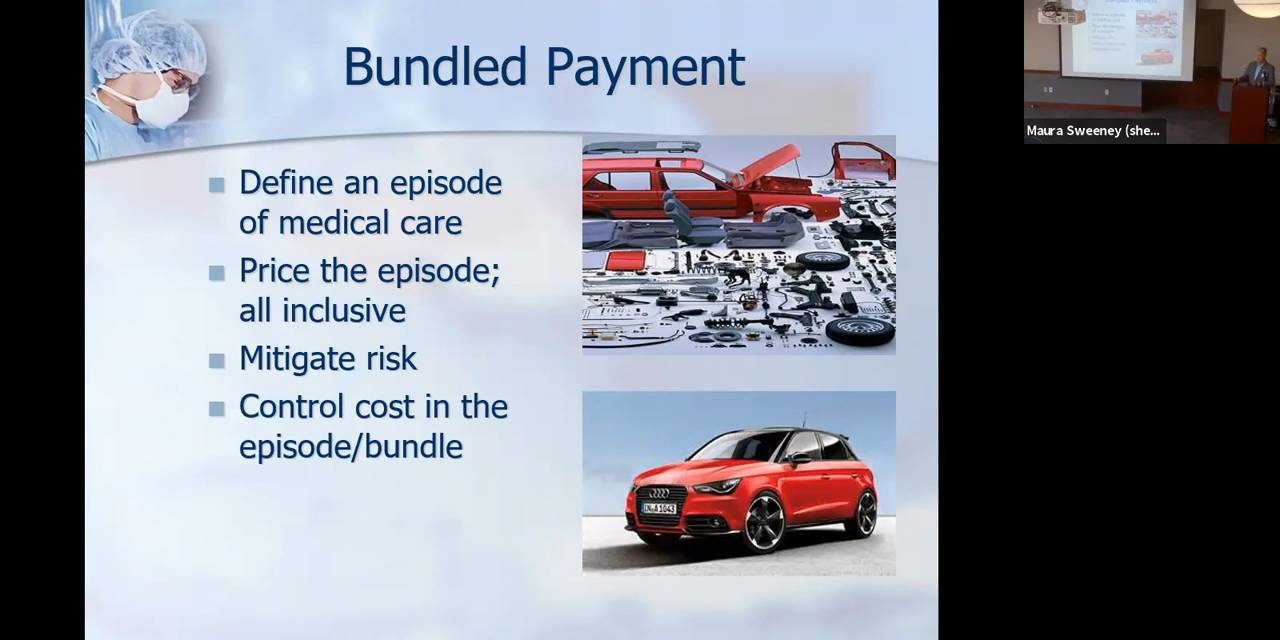 Bundled Payment
Define an episode
of medical care
Price the episode;
all inclusive
Mitigate risk
Control cost in the
episode/bundle
Maura Sweeney (she...